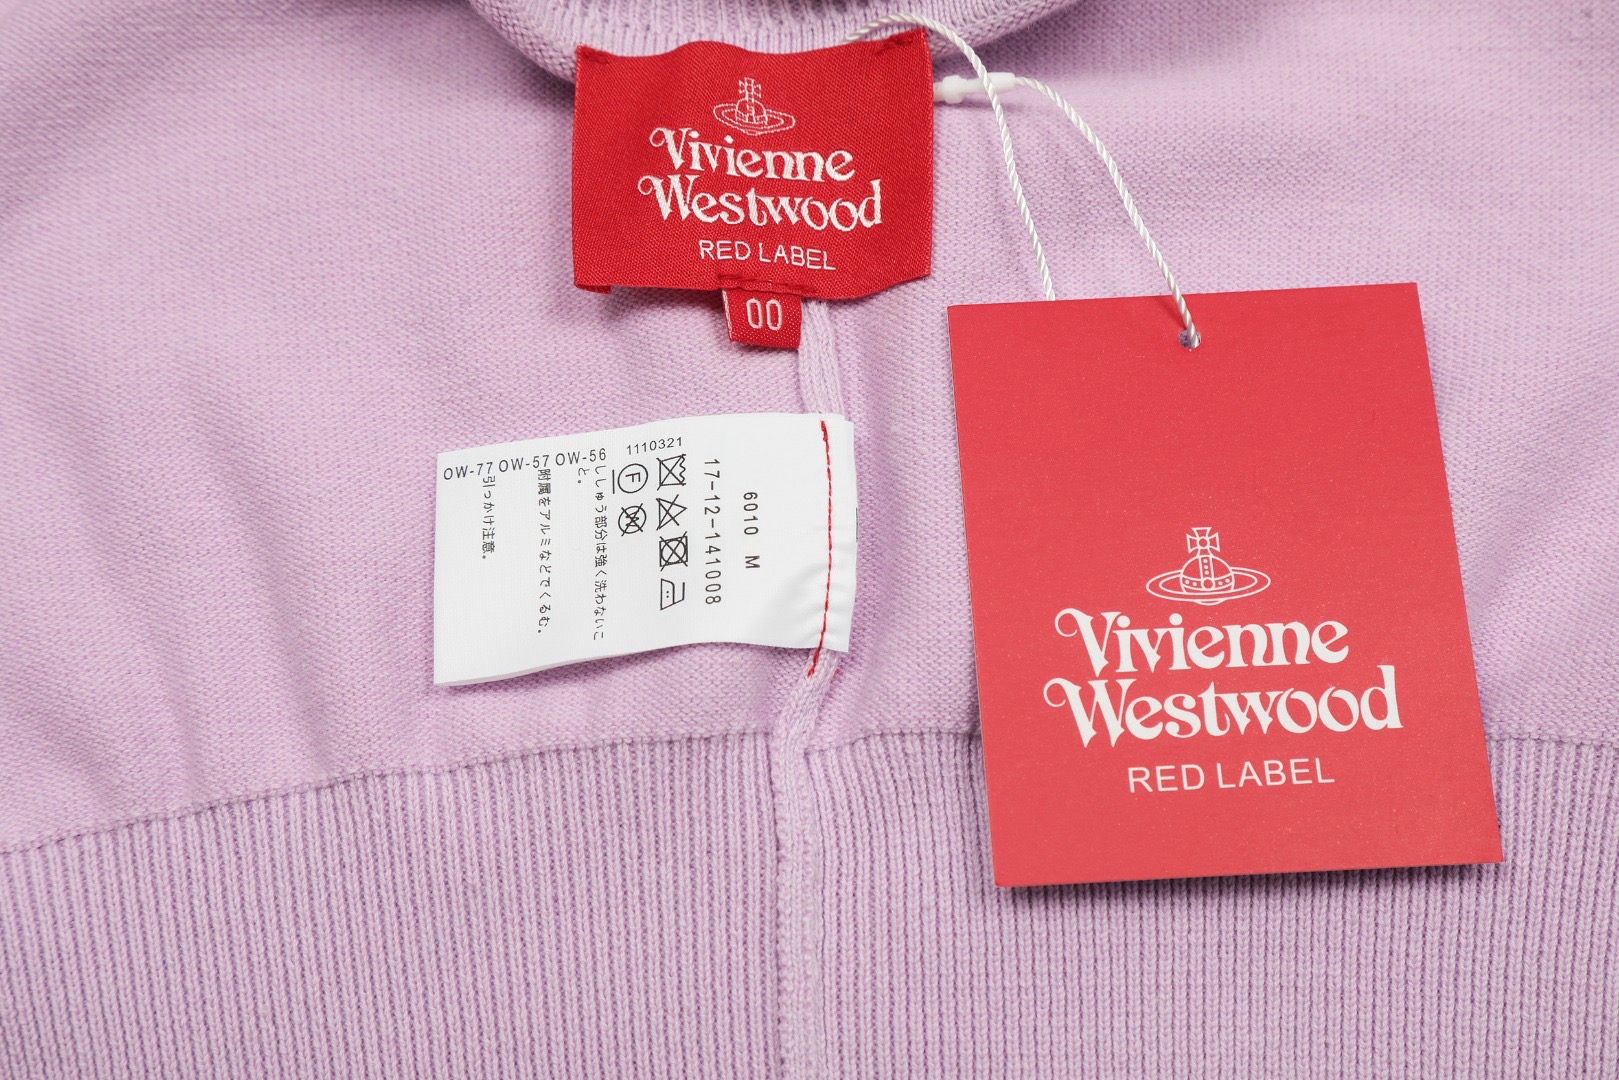 Vivienne
Westwood
RED LABEL
00
6010 M
17-12-141008
1110321
OW-56
ししゅう部分は強く洗わないこ
と。
OW-57
附属をアルミなどでくるむ。
OW-77
引っかけ注意。
F
W
Vivienne
Westwood
RED LABEL